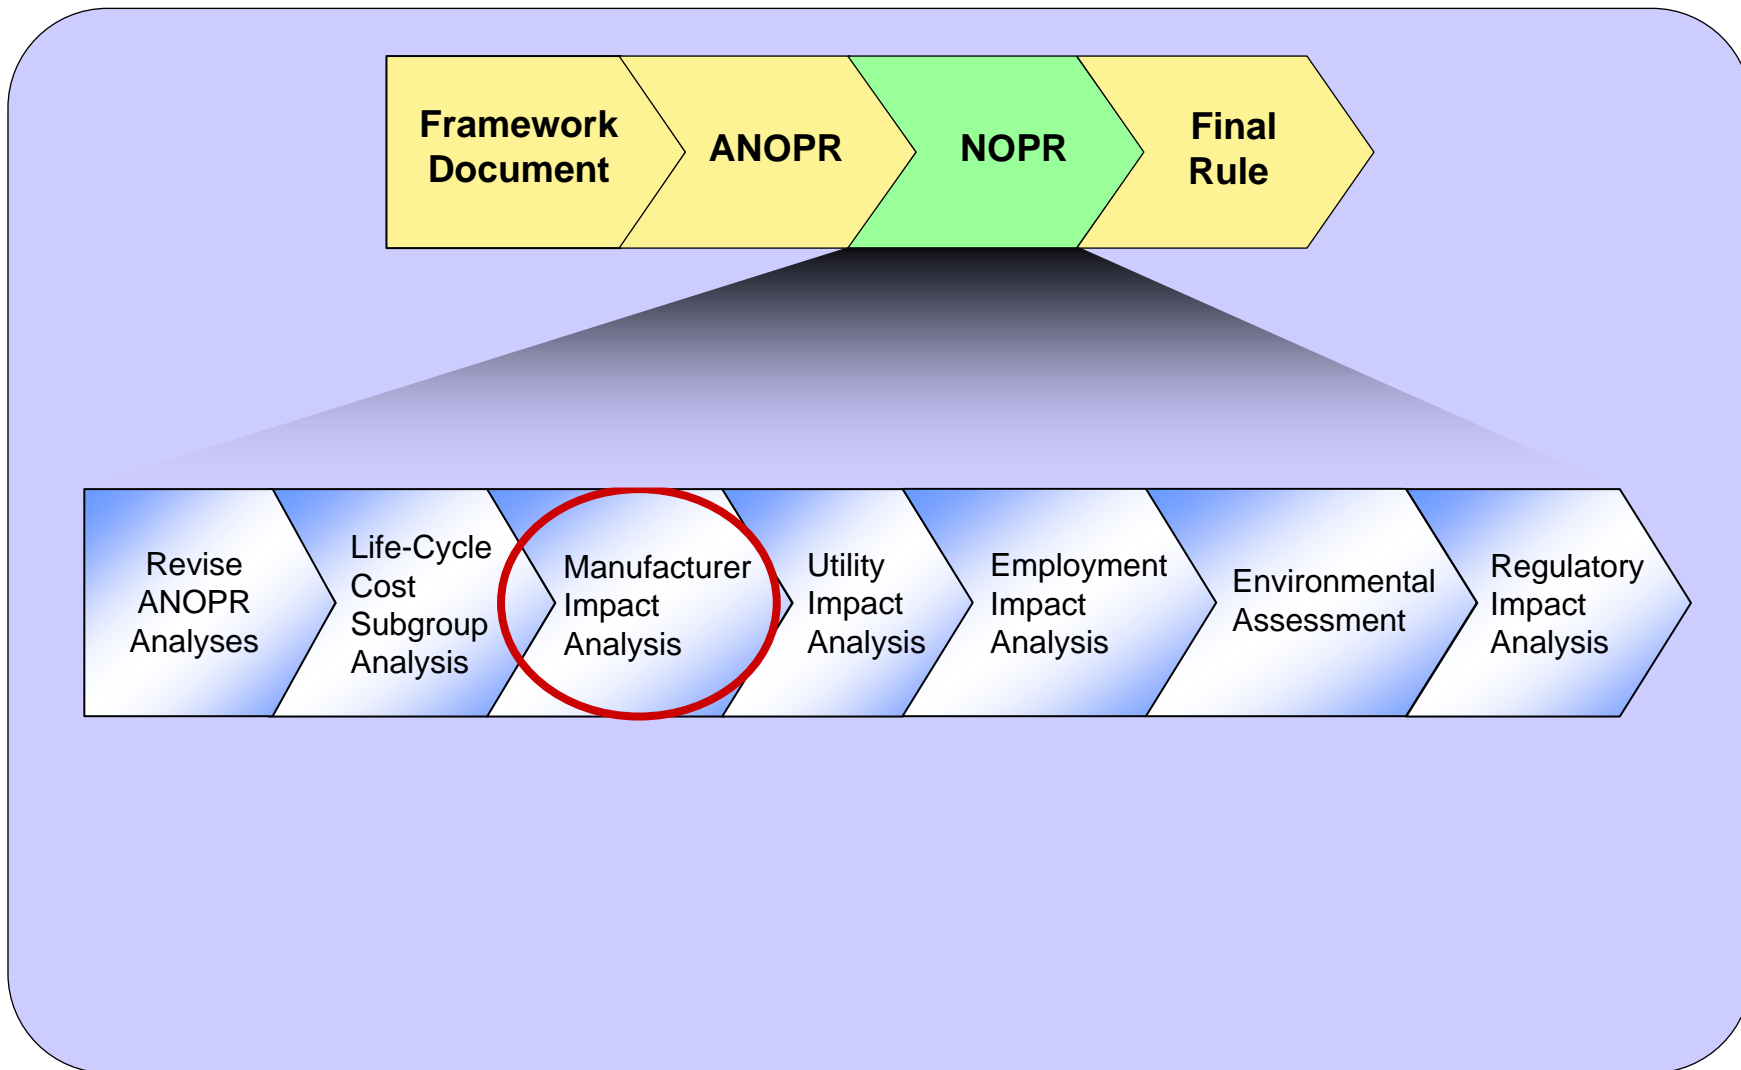 Framework
Document
ANOPR
NOPR
Final
Rule
Revise
ANOPR
Analyses
Life-Cycle
Cost
Subgroup
Analysis
Manufacturer
Impact
Analysis
Utility
Impact
Analysis
Employment
Impact
Analysis
Environmental
Assessment
Regulatory
Impact
Analysis